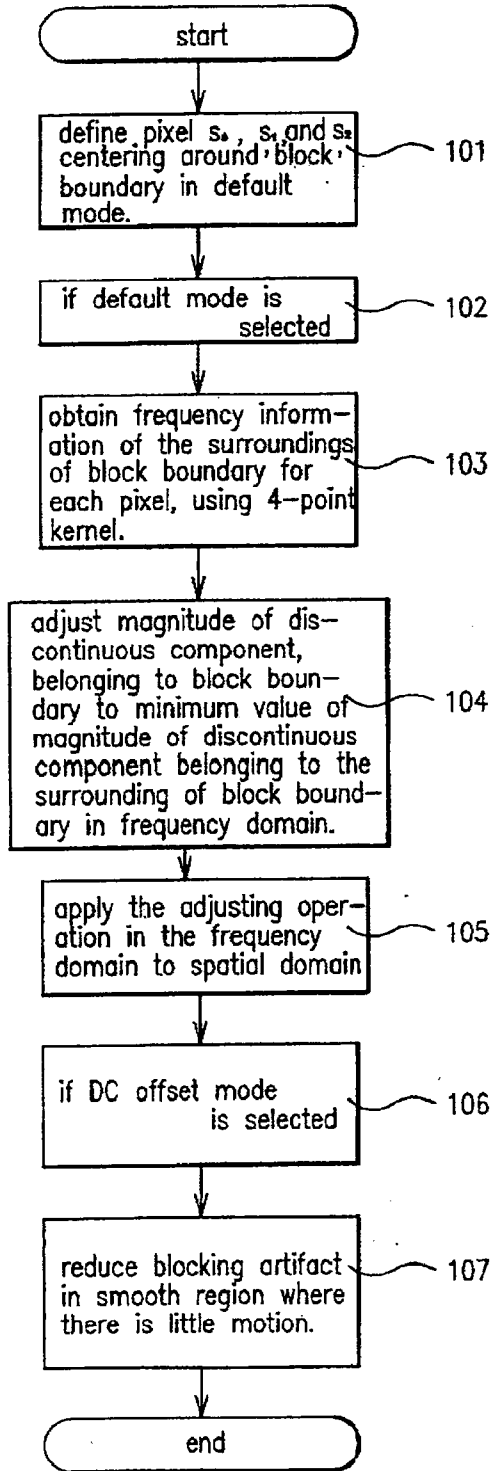 start
define pixel s₀, s₁, and s₂
centering around block
boundary in default
mode.
101
if default mode is
selected
102
obtain frequency inform-
ation of the surroundings
of block boundary for
each pixel, using 4-point
kernel.
103
adjust magnitude of dis-
continuous component,
belonging to block boun-
dary to minimum value of
magnitude of discontinuous
component belonging to the
surrounding of block bound-
ary in frequency domain.
104
apply the adjusting oper-
ation in the frequency
domain to spatial domain
105
if DC offset mode
is selected
106
reduce blocking artifact
in smooth region where
there is little motion.
107
end